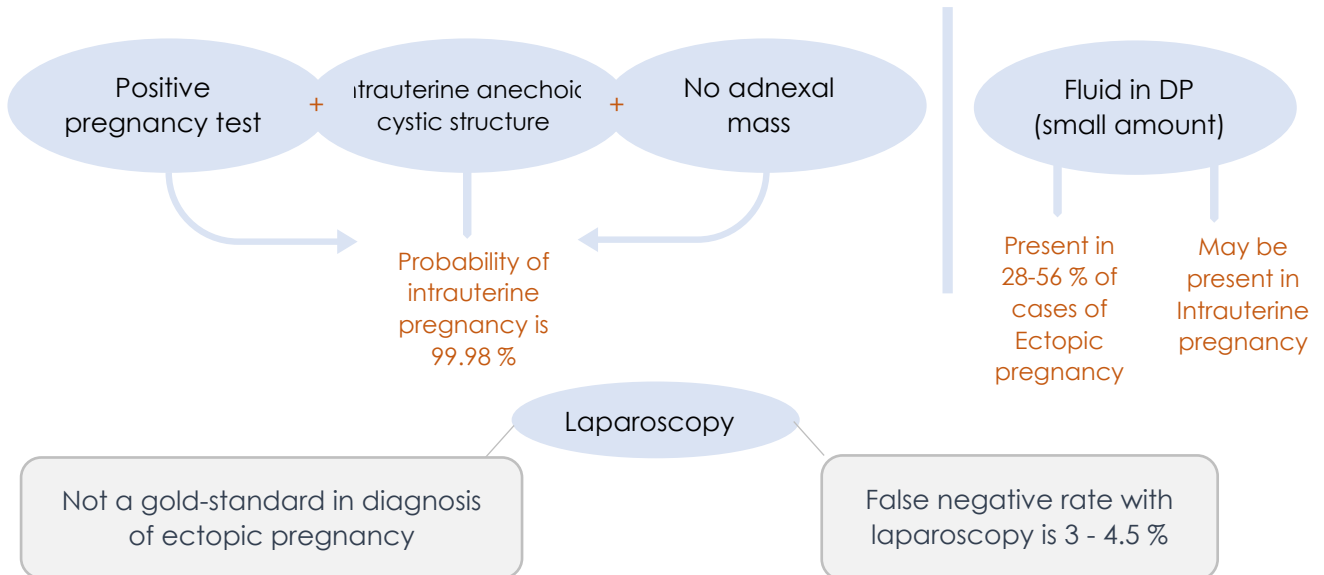 Positive
pregnancy test
+
ntrauterine anechoic
cystic structure
+
No adnexal
mass
Probability of
intrauterine
pregnancy is
99.98 %
Fluid in DP
(small amount)
Present in
28-56 % of
cases of
Ectopic
pregnancy
May be
present in
Intrauterine
pregnancy
Laparoscopy
Not a gold-standard in diagnosis
of ectopic pregnancy
False negative rate with
laparoscopy is 3 - 4.5 %